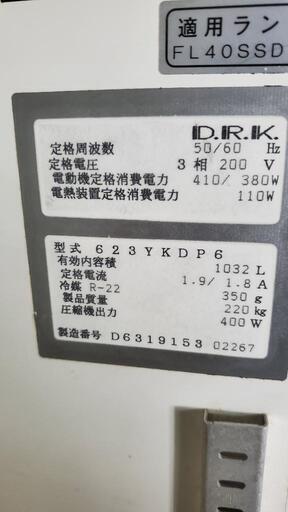 適用ラン
FL40SSD
D.R.K.
定格周波数 50/60 Hz
定格電圧 3相 200 V
電動機定格消費電力 410/ 380W
電熱装置定格消費電力 110W
型式 623YKDP6
有効内容積 1032 L
定格電流 1.9/ 1.8 A
冷媒 R-22 350 g
製品質量 220 kg
圧縮機出力 400 W
製造番号 D6319153 02267